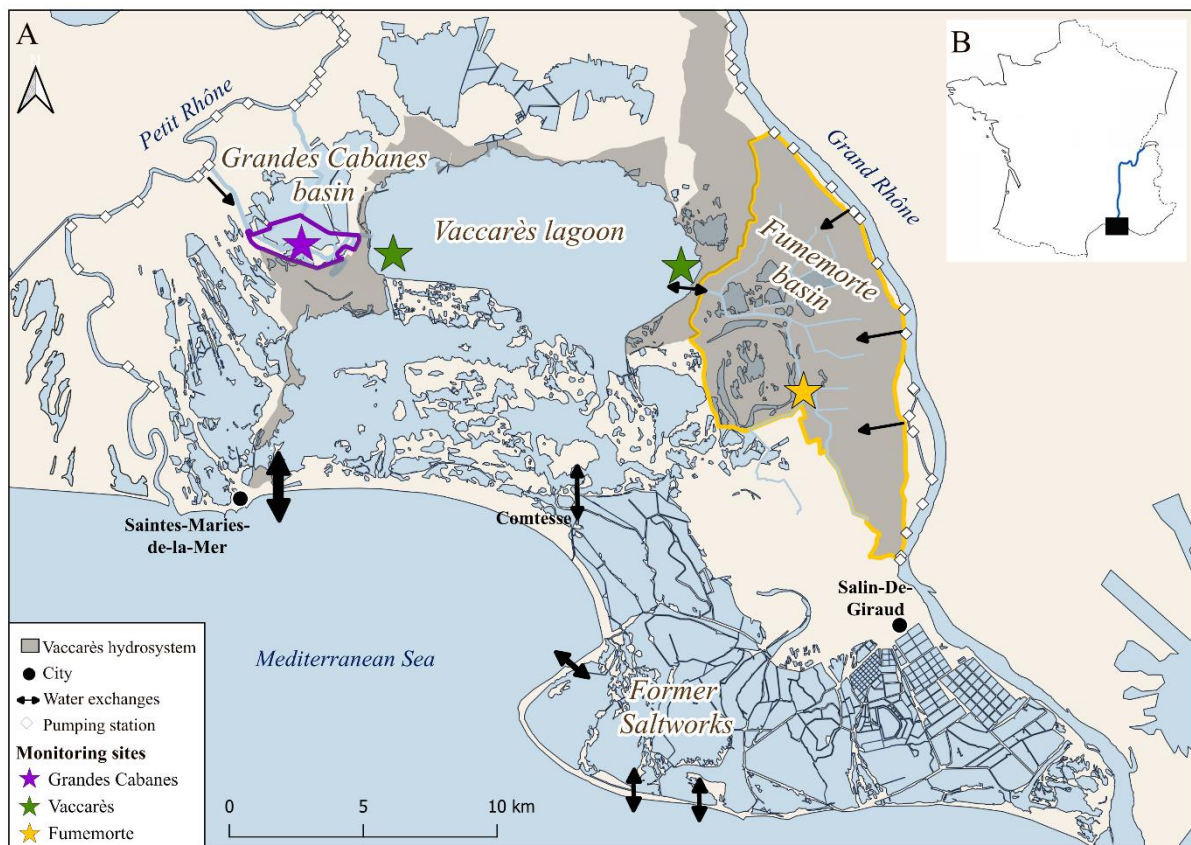 A
B
Petit Rhône
Grandes Cabanes
basin
Grand Rhône
Vaccarès lagoon
Fumemorte
basin
Saintes-Maries-
de-la-Mer
Comtesse
Salin-De-
Giraud
Mediterranean Sea
Former
Saltworks
Vaccarès hydrosystem
City
Water exchanges
Pumping station
Monitoring sites
Grandes Cabanes
Vaccarès
Fumemorte
0 5 10 km